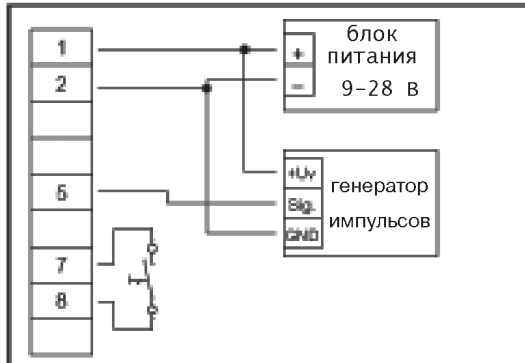 1
2
5
7
8
+
–
блок
питания
9–28 В
+Uv
Sig.
GND
генератор
импульсов